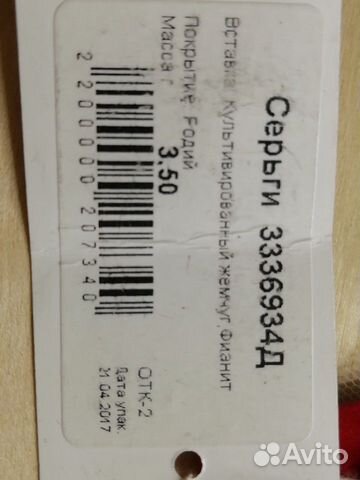 Серьги 3336934Д
Вставка Культивированный жемчуг,Фианит
Покрытие Родий
Масса г. 3,50
2 200000 207340
ОТК-2
Дата упак.
21.04.2017
Avito